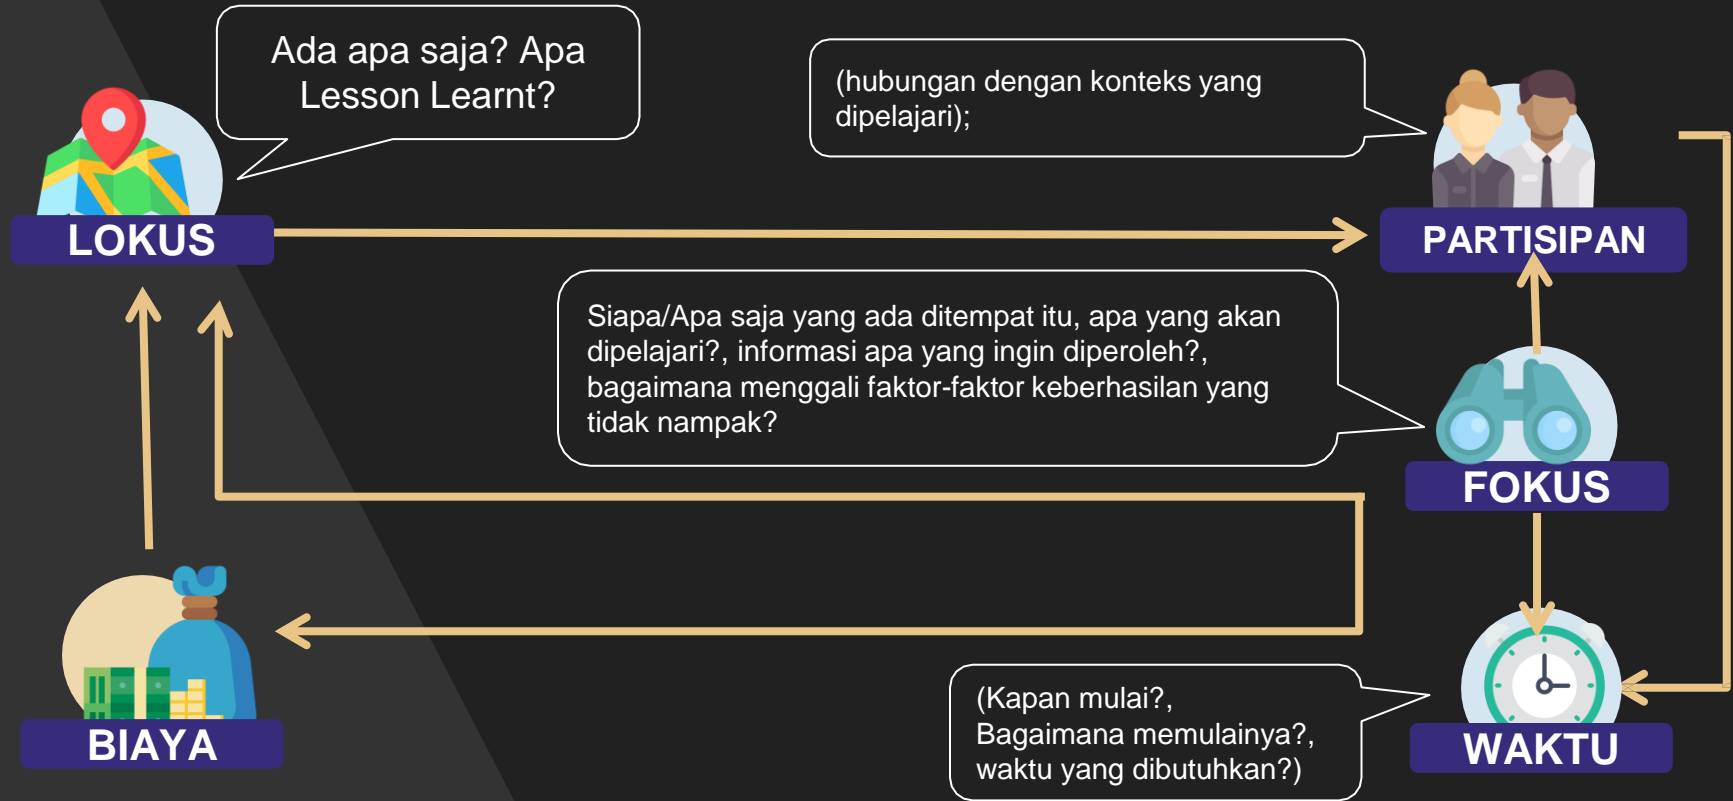 Ada apa saja? Apa
Lesson Learnt?
LOKUS
(hubungan dengan konteks yang
dipelajari);
PARTISIPAN
Siapa/Apa saja yang ada ditempat itu, apa yang akan
dipelajari?, informasi apa yang ingin diperoleh?,
bagaimana menggali faktor-faktor keberhasilan yang
tidak nampak?
FOKUS
BIAYA
(Kapan mulai?,
Bagaimana memulainya?,
waktu yang dibutuhkan?)
WAKTU